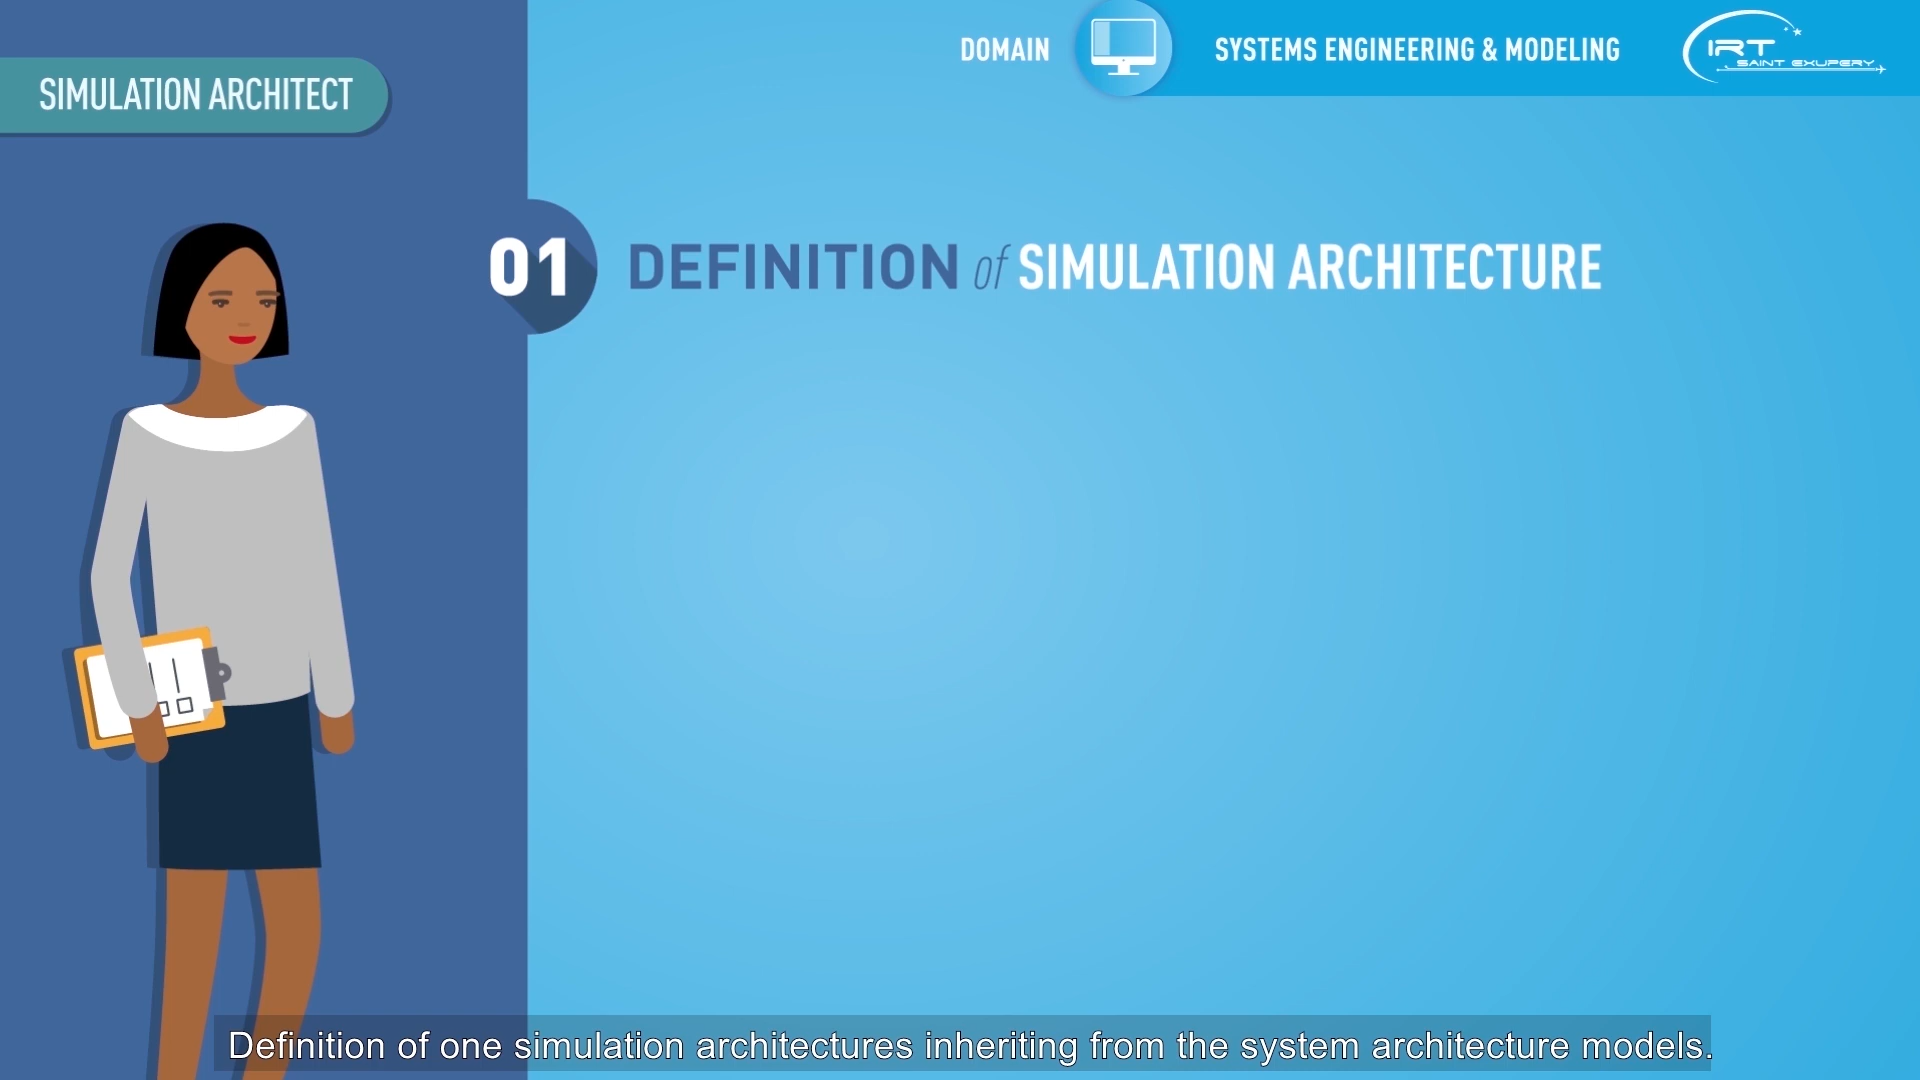 DOMAIN
SYSTEMS ENGINEERING & MODELING
IRT
SAINT EXUPERY
SIMULATION ARCHITECT
01 DEFINITION of SIMULATION ARCHITECTURE
Definition of one simulation architectures inheriting from the system architecture models.